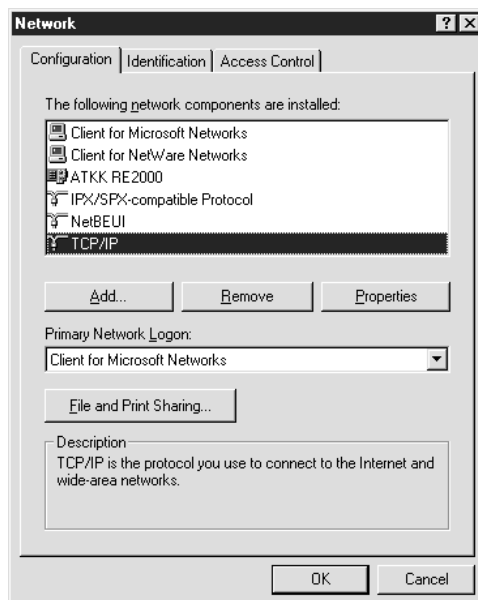 Network
Configuration
Identification
Access Control
The following network components are installed:
Client for Microsoft Networks
Client for NetWare Networks
ATKK RE2000
IPX/SPX-compatible Protocol
NetBEUI
TCP/IP
Add...
Remove
Properties
Primary Network Logon:
Client for Microsoft Networks
File and Print Sharing...
Description
TCP/IP is the protocol you use to connect to the Internet and
wide-area networks.
OK
Cancel